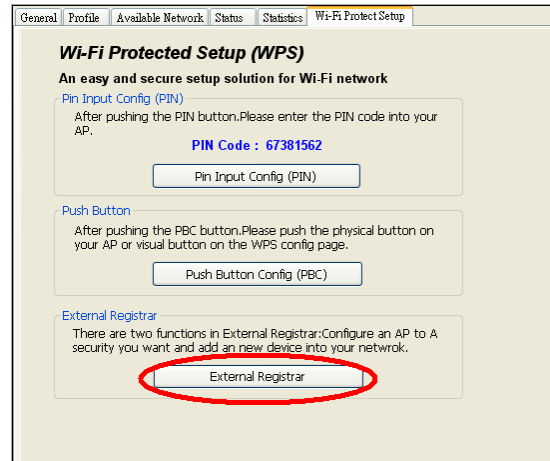 General Profile Available Network Status Statistics Wi-Fi Protect Setup
Wi-Fi Protected Setup (WPS)
An easy and secure setup solution for Wi-Fi network
Pin Input Config (PIN)
After pushing the PIN button.Please enter the PIN code into your
AP.
PIN Code : 67381562
Pin Input Config (PIN)
Push Button
After pushing the PBC button.Please push the physical button on
your AP or visual button on the WPS config page.
Push Button Config (PBC)
External Registrar
There are two functions in External Registrar:Configure an AP to A
security you want and add an new device into your netwrok.
External Registrar